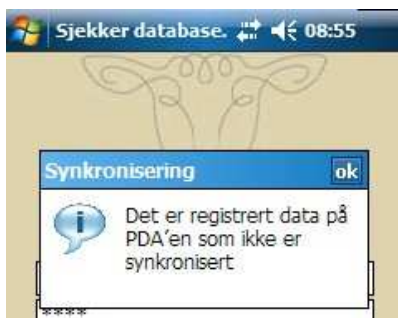 Sjekker database. 08:55
Synkronisering ok
Det er registrert data på
PDA´en som ikke er
synkronisert
****